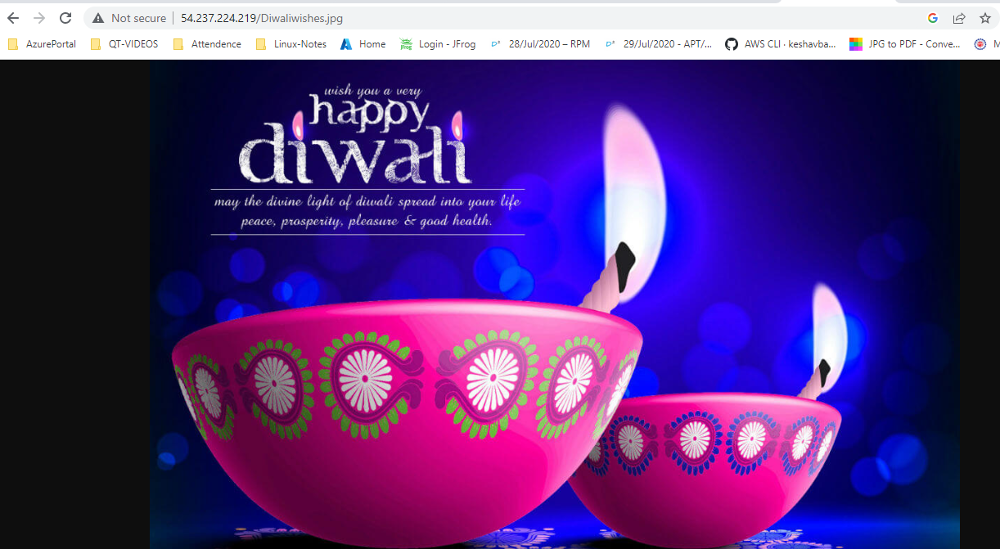 Not secure | 54.237.224.219/Diwaliwishes.jpg
AzurePortal QT-VIDEOS Attendence Linux-Notes Home Login - JFrog 28/Jul/2020 – RPM 29/Jul/2020 - APT/... AWS CLI · keshavba... JPG to PDF - Conve... M
wish you a very
happy
diwali
may the divine light of diwali spread into your life
peace, prosperity, pleasure & good health.